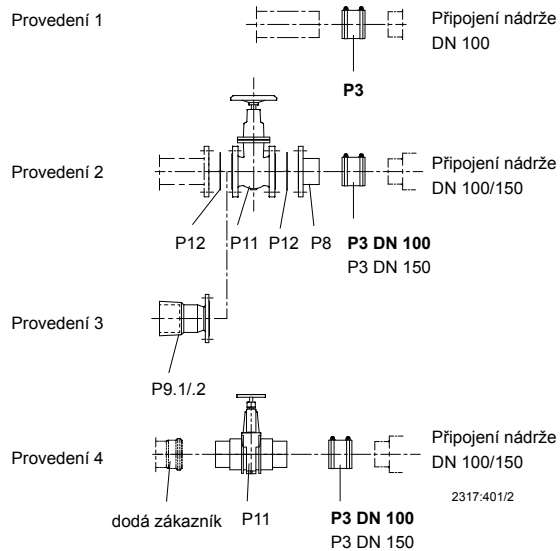 Provedení 1
Připojení nádrže
DN 100
P3
Provedení 2
Připojení nádrže
DN 100/150
P12 P11 P12 P8 P3 DN 100
P3 DN 150
Provedení 3
P9.1/.2
Provedení 4
Připojení nádrže
DN 100/150
2317:401/2
dodá zákazník P11 P3 DN 100
P3 DN 150